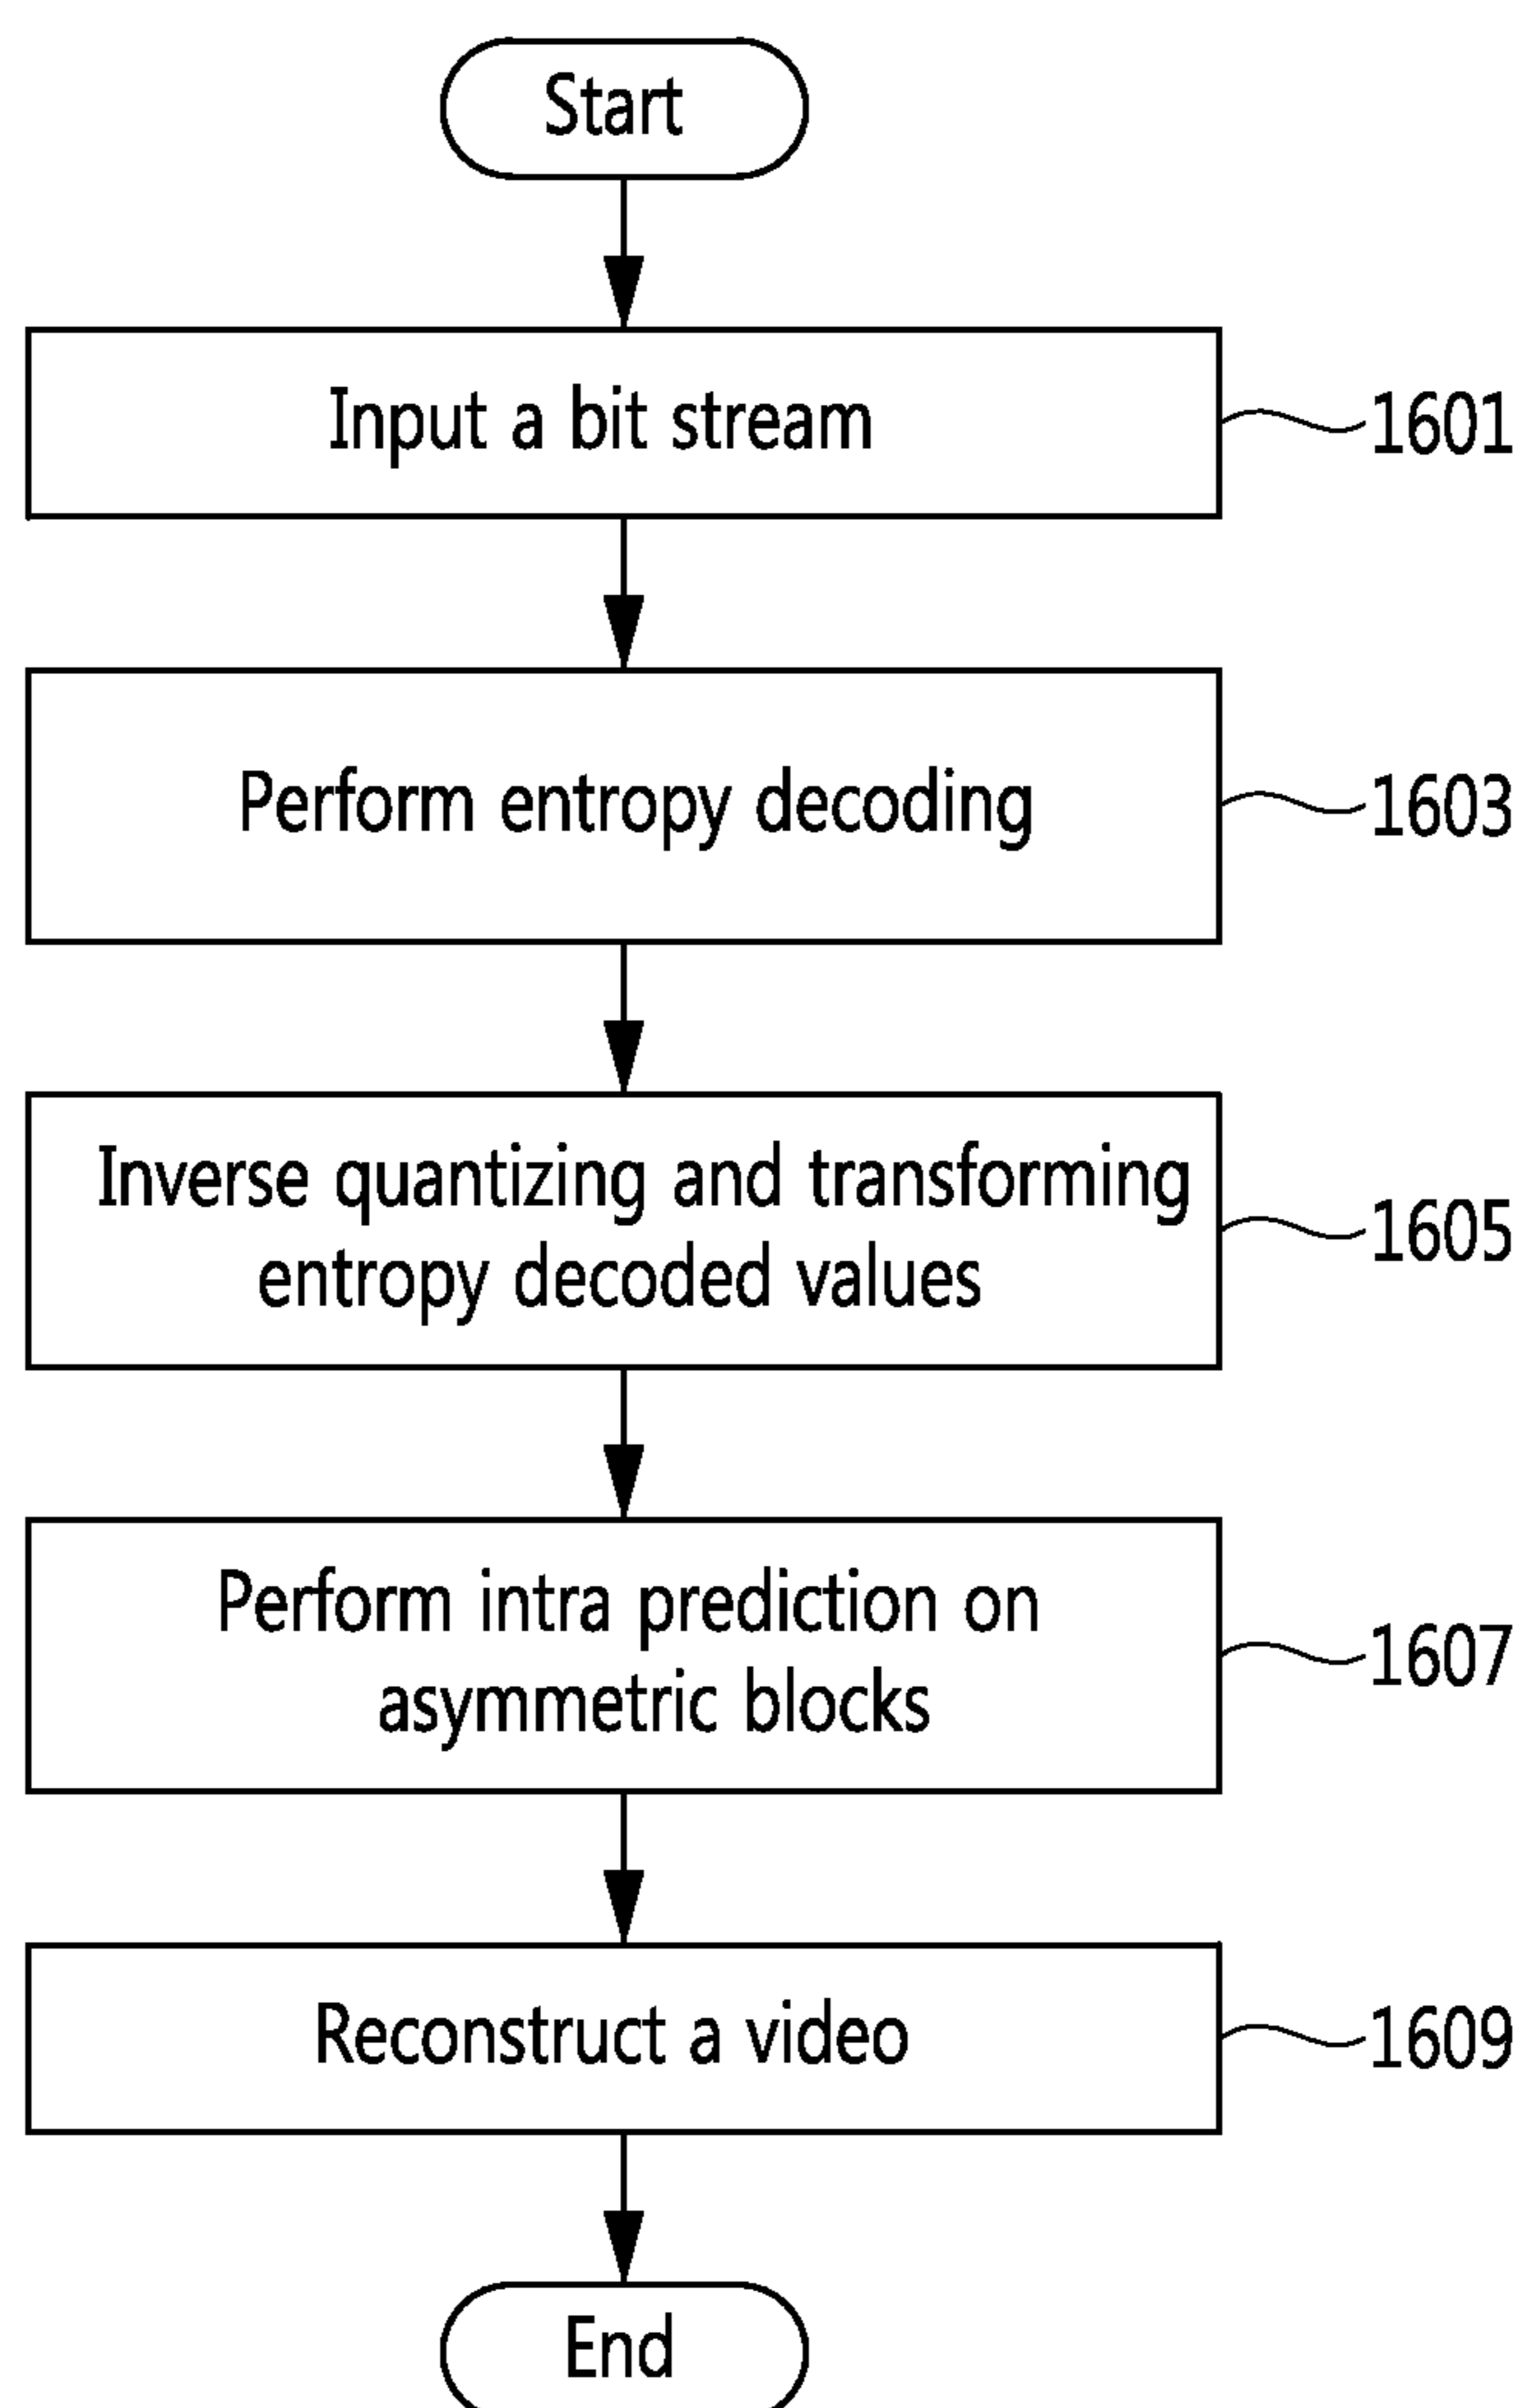 Start
Input a bit stream
1601
Perform entropy decoding
1603
Inverse quantizing and transforming
entropy decoded values
1605
Perform intra prediction on
asymmetric blocks
1607
Reconstruct a video
1609
End